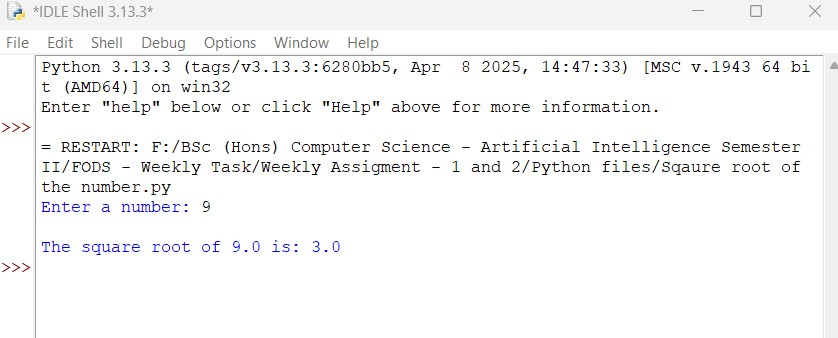 *IDLE Shell 3.13.3*
File Edit Shell Debug Options Window Help
Python 3.13.3 (tags/v3.13.3:6280bb5, Apr  8 2025, 14:47:33) [MSC v.1943 64 bi
t (AMD64)] on win32
Enter "help" below or click "Help" above for more information.
>>>
= RESTART: F:/BSc (Hons) Computer Science - Artificial Intelligence Semester
II/FODS - Weekly Task/Weekly Assigment - 1 and 2/Python files/Sqaure root of
the number.py
Enter a number: 9
The square root of 9.0 is: 3.0
>>>